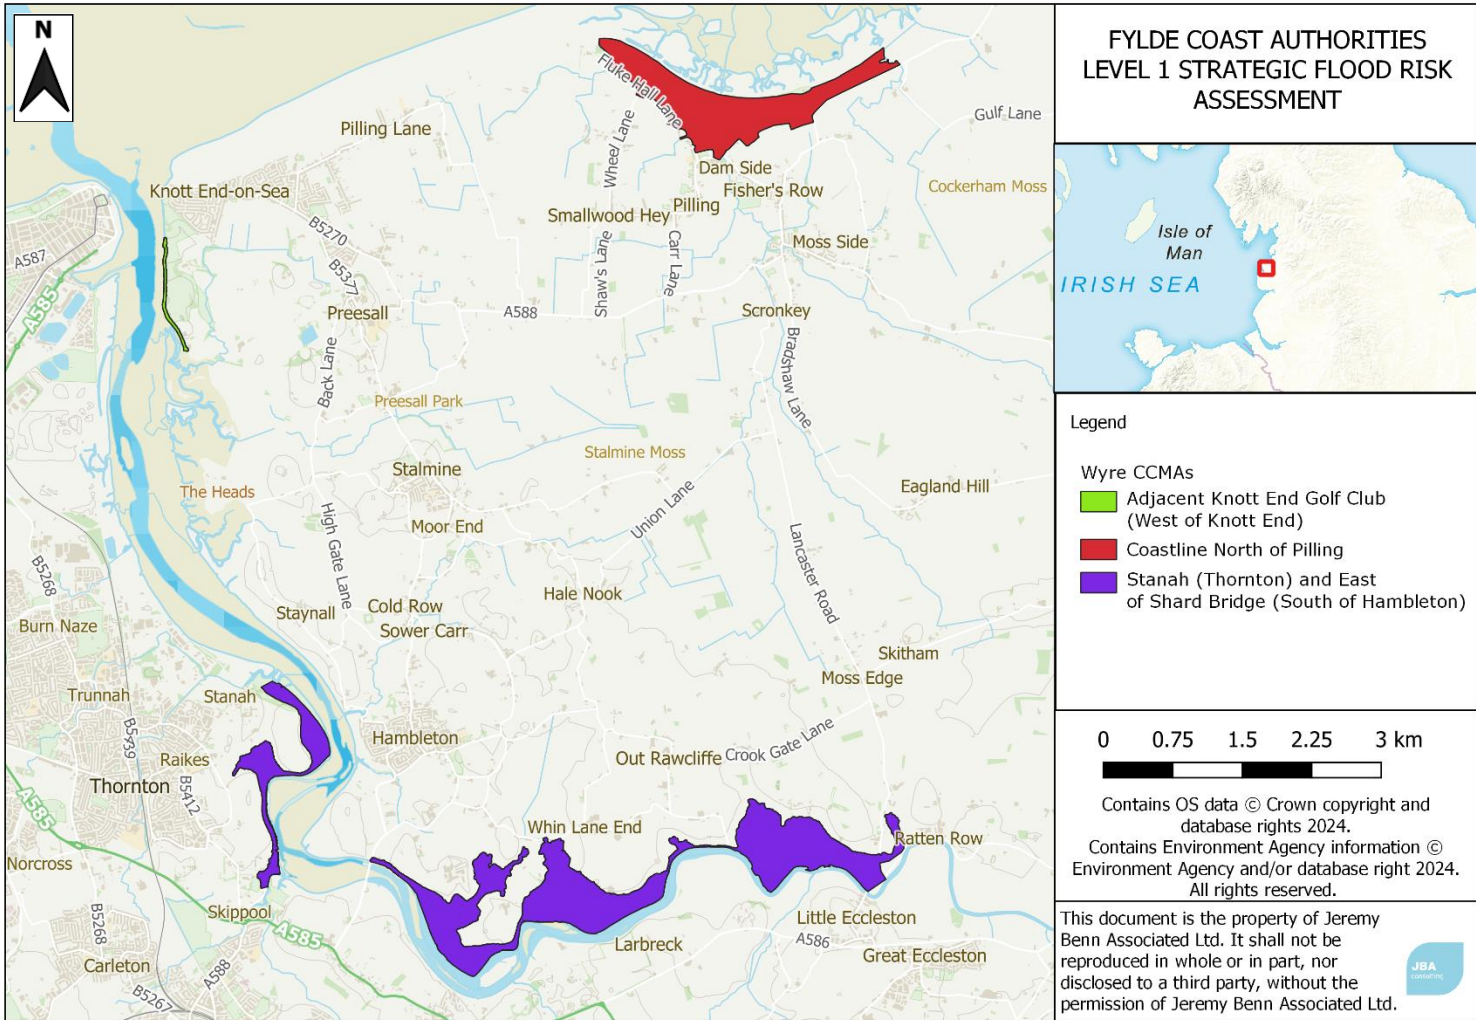 N
Pilling Lane
Fluke Hall Lane
Gulf Lane
Wheel Lane
Knott End-on-Sea
Dam Side
Fisher's Row
Cockerham Moss
Pilling
Smallwood Hey
B5270
A587
Moss Side
Shaw's Lane
Carr Lane
B5377
A585
Preesall
A588
Scronkey
Bradshaw Lane
Back Lane
Preesall Park
Stalmine Moss
Stalmine
The Heads
Eagland Hill
Union Lane
Moor End
High Gate Lane
Lancaster Road
B5268
Hale Nook
Cold Row
Staynall
Burn Naze
Sower Carr
Skitham
Moss Edge
Trunnah
Stanah
B5439
Hambleton
Crook Gate Lane
Out Rawcliffe
Raikes
Thornton
B5412
A585
Whin Lane End
Ratten Row
Norcross
Skippool
Little Eccleston
B5268
A585
Larbreck
A586
Great Eccleston
Carleton
A588
B5267
FYLDE COAST AUTHORITIES
LEVEL 1 STRATEGIC FLOOD RISK
ASSESSMENT
Isle of
Man
IRISH SEA
Legend
Wyre CCMAs
Adjacent Knott End Golf Club
(West of Knott End)
Coastline North of Pilling
Stanah (Thornton) and East
of Shard Bridge (South of Hambleton)
0 0.75 1.5 2.25 3 km
Contains OS data © Crown copyright and
database rights 2024.
Contains Environment Agency information ©
Environment Agency and/or database right 2024.
All rights reserved.
This document is the property of Jeremy
Benn Associated Ltd. It shall not be
reproduced in whole or in part, nor
disclosed to a third party, without the
permission of Jeremy Benn Associated Ltd.
JBA
consulting